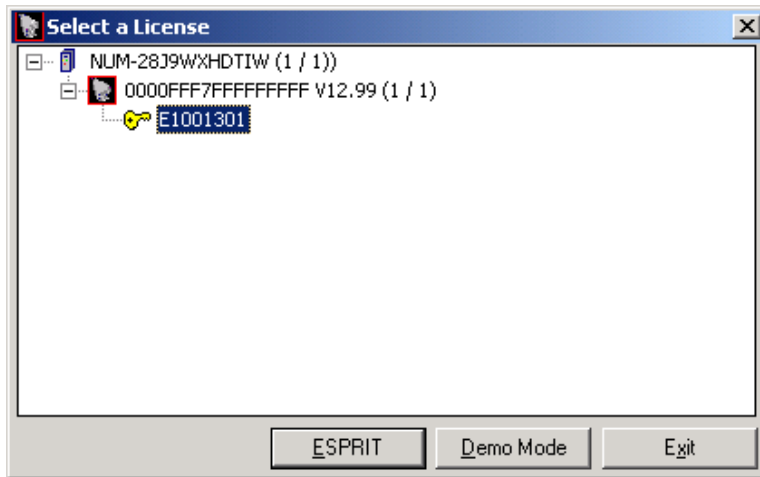 Select a License
NUM-28J9WXHDTIW (1 / 1))
0000FFF7FFFFFFFFF V12.99 (1 / 1)
E1001301
ESPRIT Demo Mode Exit